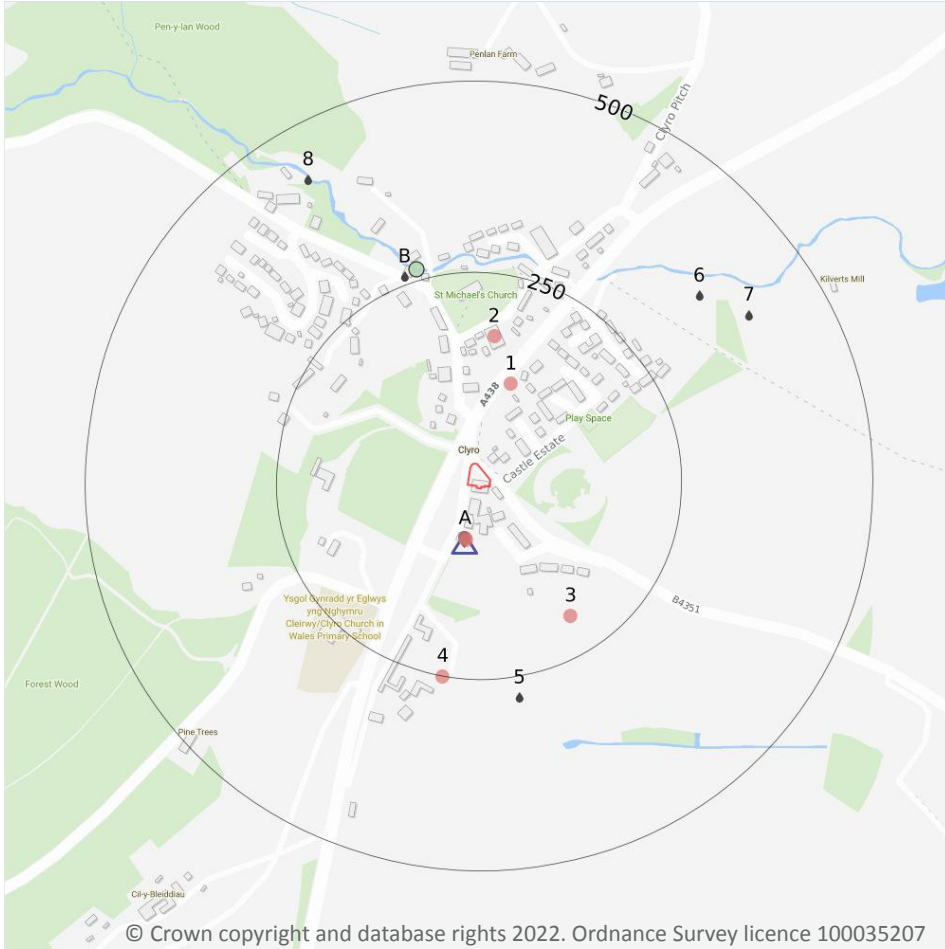 Pen-y-lan Wood
Penlan Farm
500
Clyro Pitch
8
B
St Michael's Church
250
6
7
Kilverts Mill
2
1
A438
Play Space
Clyro
Castle Estate
A
3
B4351
Ysgol Gynradd yr Eglwys
yng Nghymru
Cleirwy/Clyro Church in
Wales Primary School
4
5
Forest Wood
Pine Trees
Cil-y-Bleiddiau
© Crown copyright and database rights 2022. Ordnance Survey licence 100035207